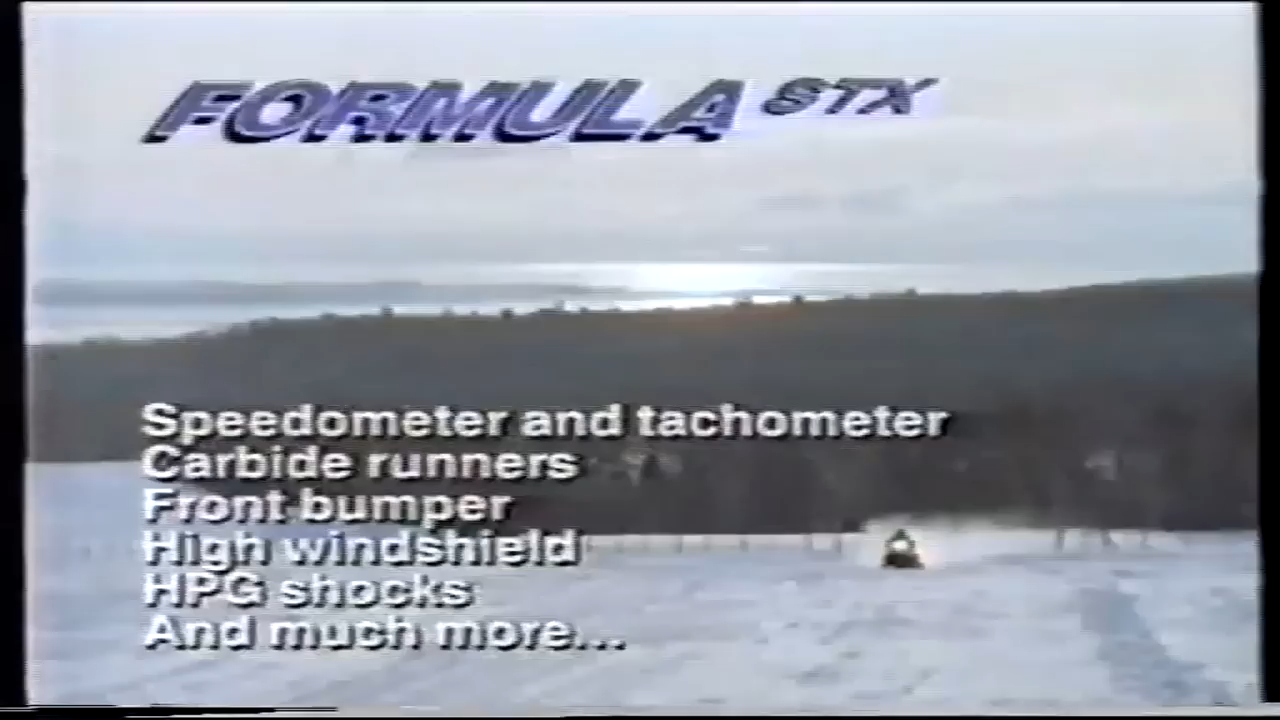 FORMULA STX
Speedometer and tachometer
Carbide runners
Front bumper
High windshield
HPG shocks
And much more...